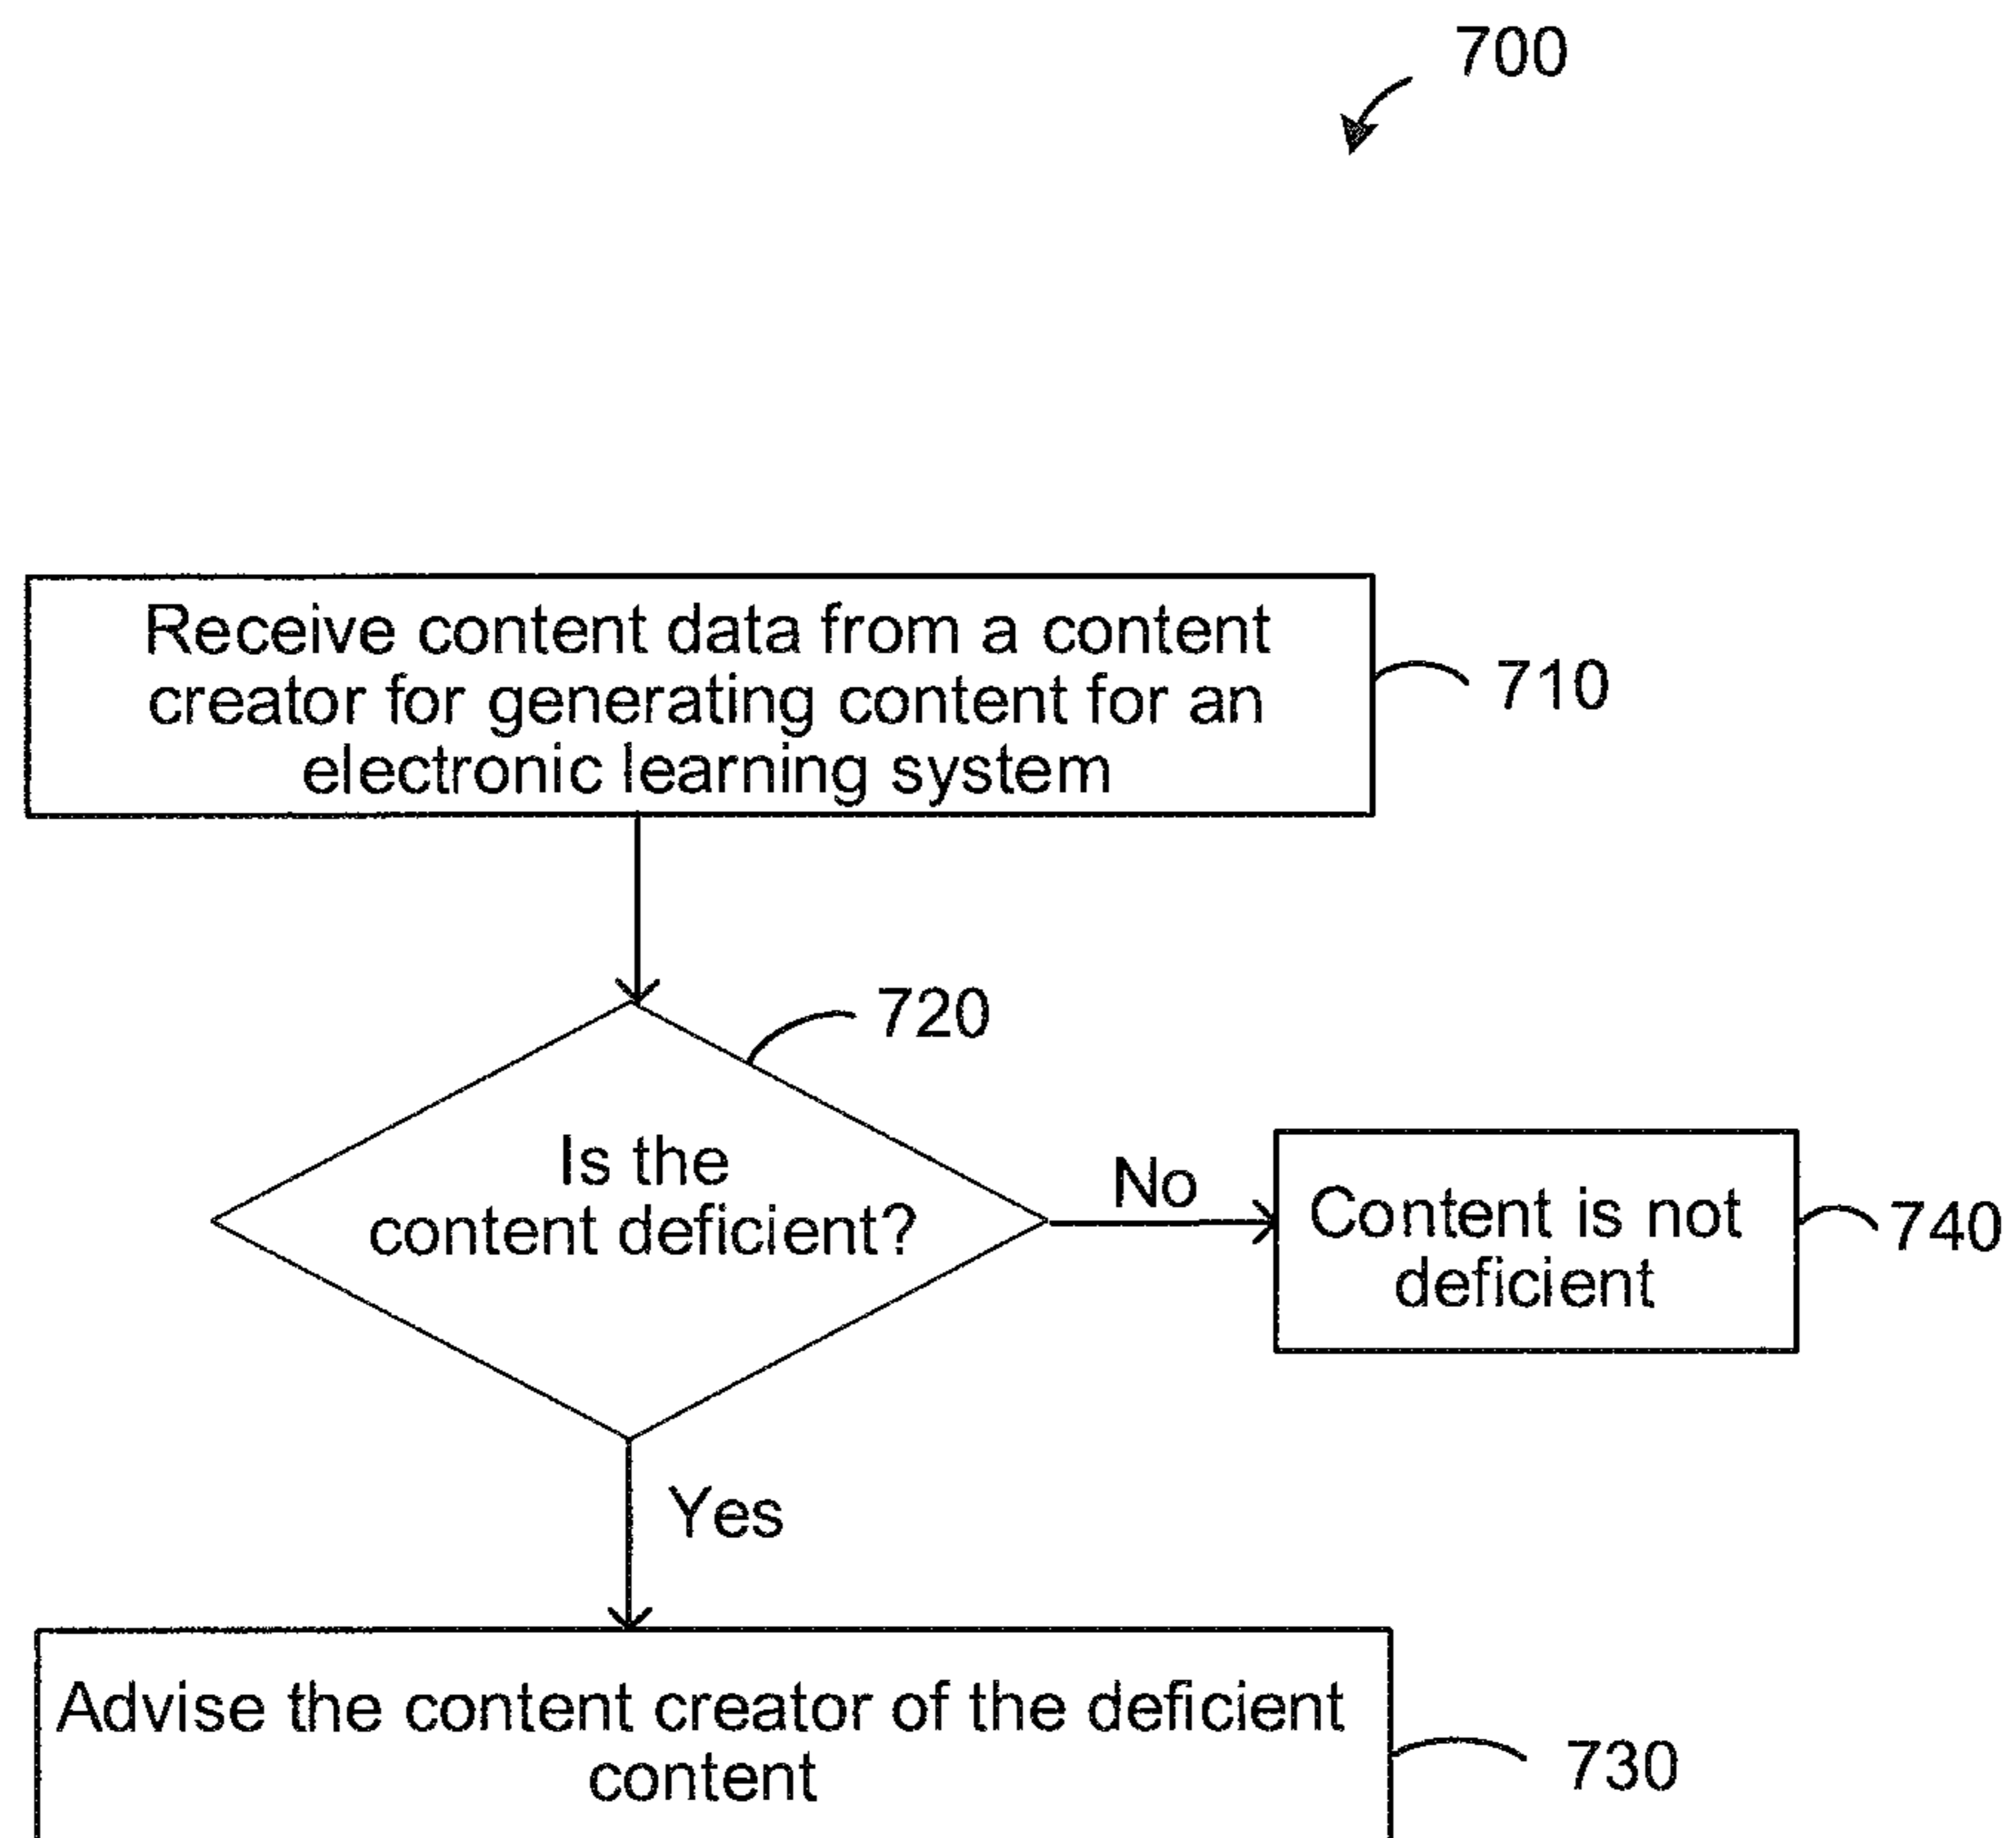 700
Receive content data from a content
creator for generating content for an
electronic learning system
710
720
Is the
content deficient?
No
Content is not
deficient
740
Yes
Advise the content creator of the deficient
content
730